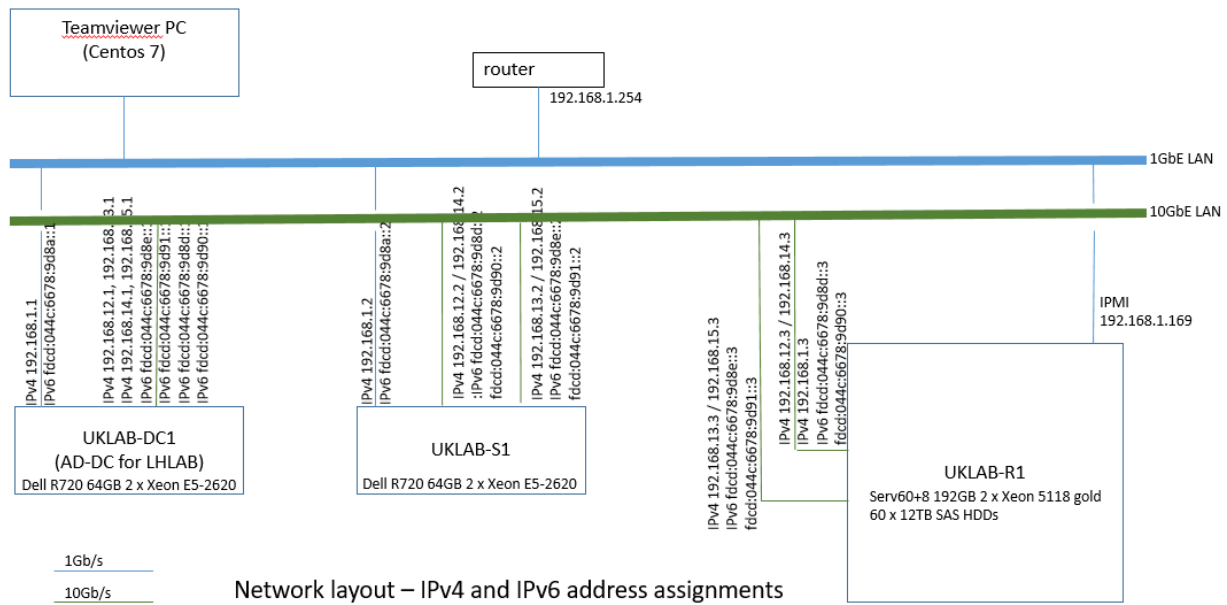 Teamviewer PC
(Centos 7)
router
192.168.1.254
1GbE LAN
10GbE LAN
IPv4 192.168.1.1
IPv6 fdcd:044c:6678:9d8a::1
IPv4 192.168.12.1, 192.168.13.1
IPv4 192.168.14.1, 192.168.15.1
IPv6 fdcd:044c:6678:9d8e::1
IPv6 fdcd:044c:6678:9d91::1
IPv6 fdcd:044c:6678:9d8d::1
IPv6 fdcd:044c:6678:9d90::1
IPv4 192.168.1.2
IPv6 fdcd:044c:6678:9d8a::2
IPv4 192.168.12.2 / 192.168.14.2
:IPv6 fdcd:044c:6678:9d8d::2
fdcd:044c:6678:9d90::2
IPv4 192.168.13.2 / 192.168.15.2
IPv6 fdcd:044c:6678:9d8e::2
fdcd:044c:6678:9d91::2
IPv4 192.168.13.3 / 192.168.15.3
IPv6 fdcd:044c:6678:9d8e::3
fdcd:044c:6678:9d91::3
IPv4 192.168.12.3 / 192.168.14.3
IPv4 192.168.1.3
IPv6 fdcd:044c:6678:9d8d::3
fdcd:044c:6678:9d90::3
IPMI
192.168.1.169
UKLAB-DC1
(AD-DC for LHLAB)
Dell R720 64GB 2 x Xeon E5-2620
UKLAB-S1
Dell R720 64GB 2 x Xeon E5-2620
UKLAB-R1
Serv60+8 192GB 2 x Xeon 5118 gold
60 x 12TB SAS HDDs
1Gb/s
10Gb/s
Network layout – IPv4 and IPv6 address assignments